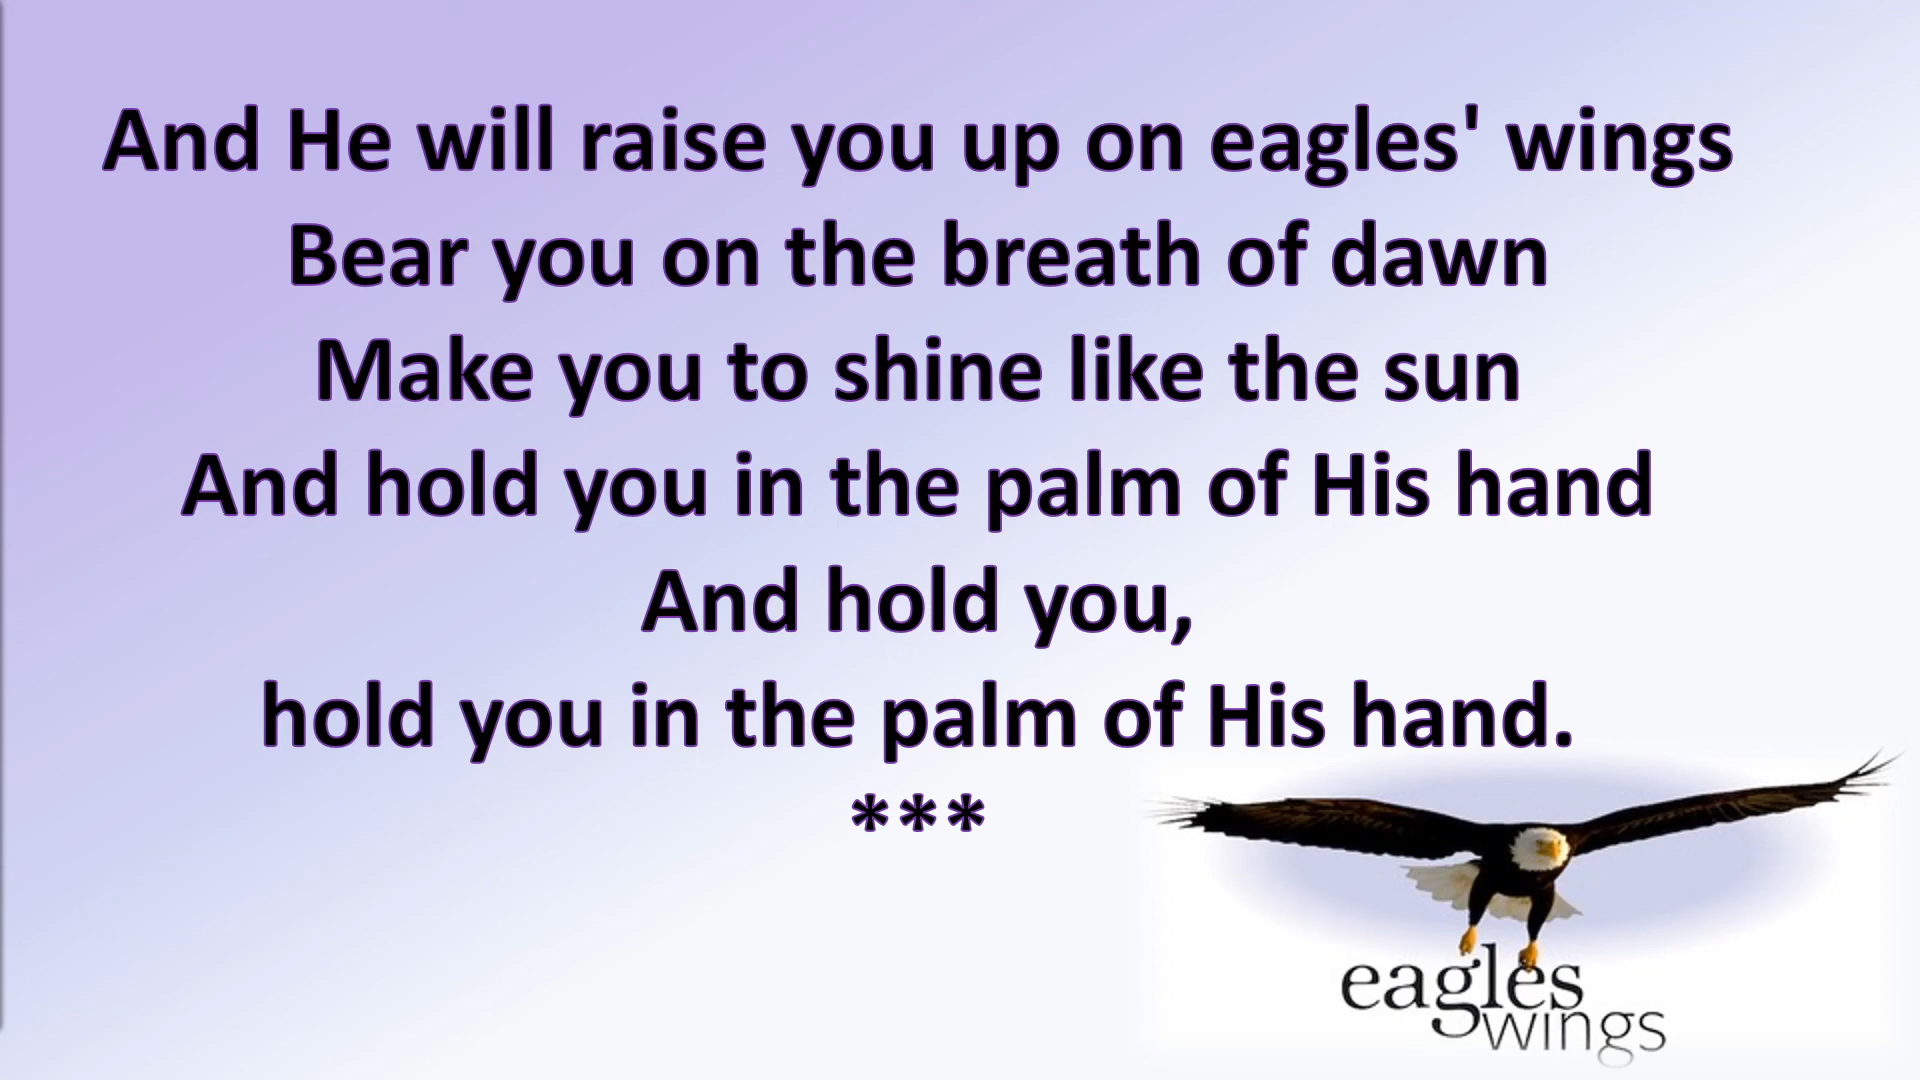 And He will raise you up on eagles' wings
Bear you on the breath of dawn
Make you to shine like the sun
And hold you in the palm of His hand
And hold you,
hold you in the palm of His hand.
***
eagles
wings